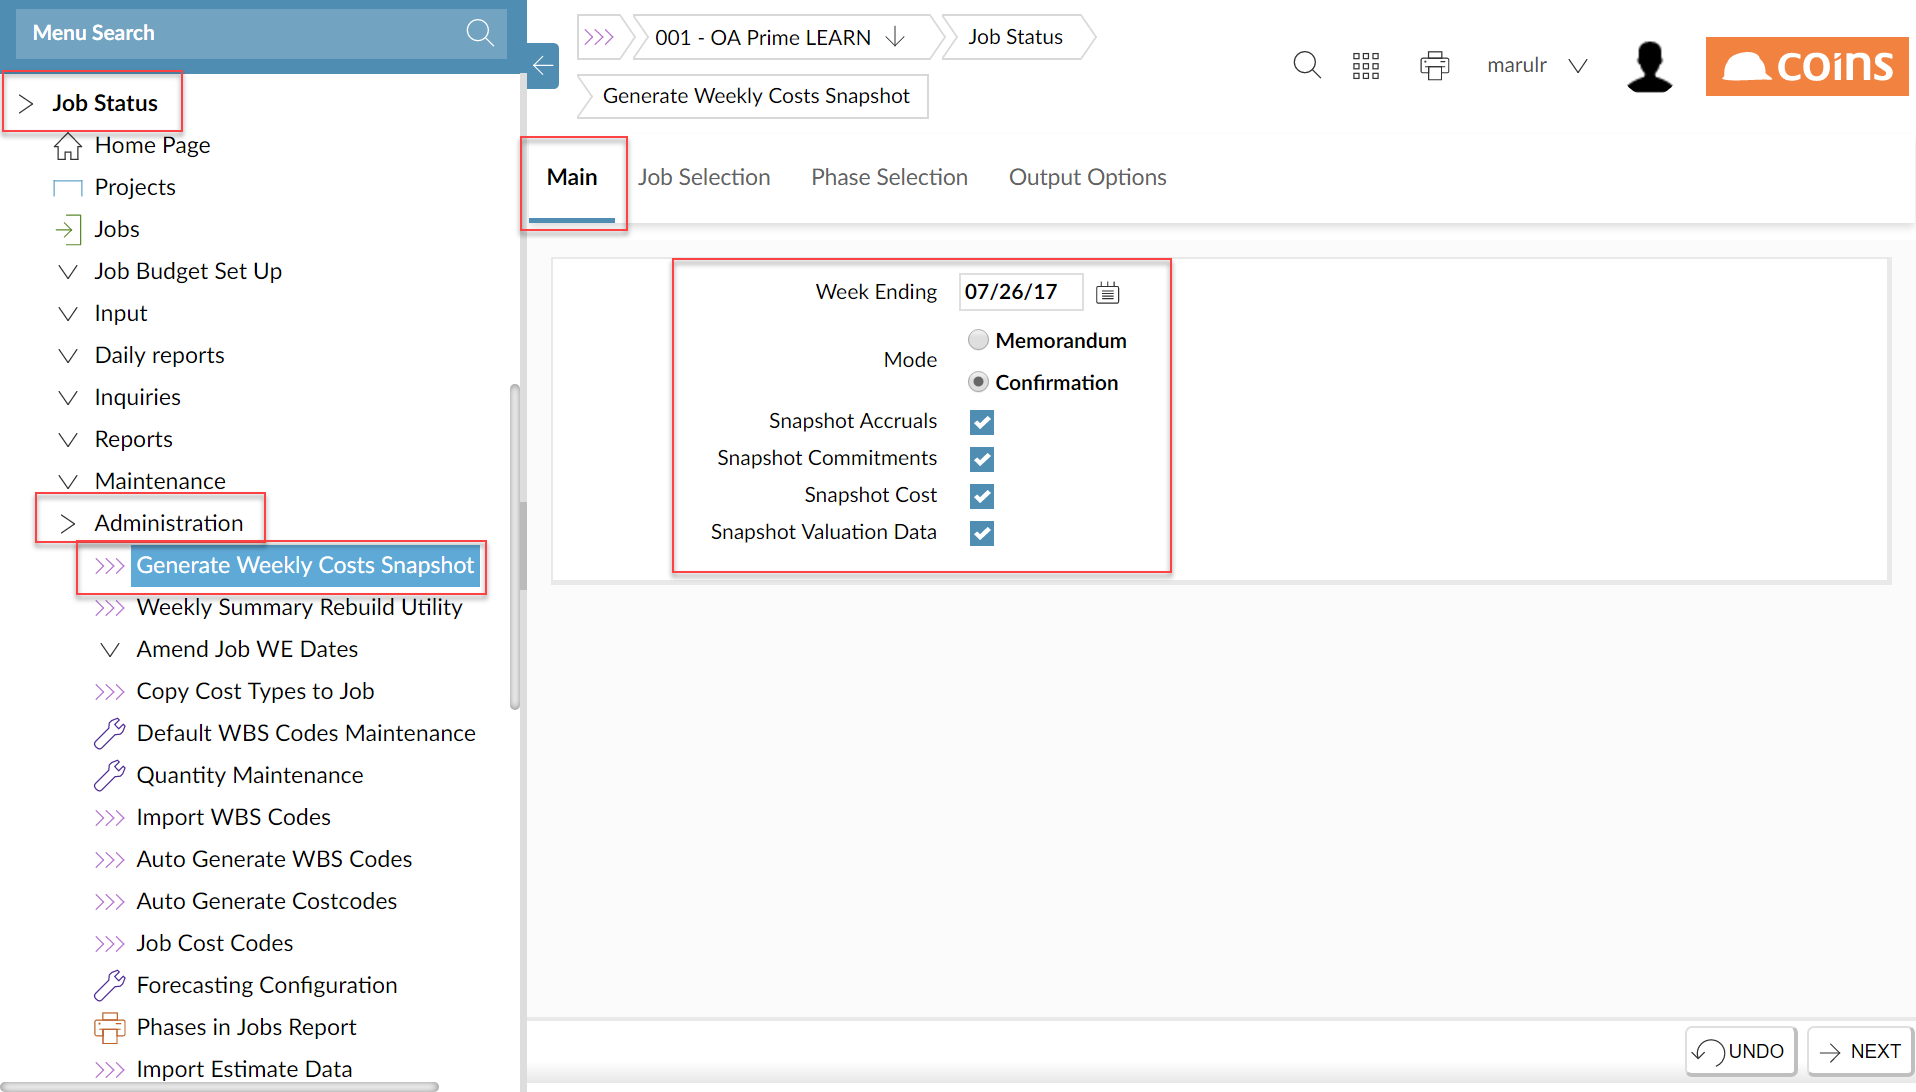 Menu Search
Job Status
Home Page
Projects
Jobs
Job Budget Set Up
Input
Daily reports
Inquiries
Reports
Maintenance
Administration
Generate Weekly Costs Snapshot
Weekly Summary Rebuild Utility
Amend Job WE Dates
Copy Cost Types to Job
Default WBS Codes Maintenance
Quantity Maintenance
Import WBS Codes
Auto Generate WBS Codes
Auto Generate Costcodes
Job Cost Codes
Forecasting Configuration
Phases in Jobs Report
Import Estimate Data
001 - OA Prime LEARN
Job Status
Generate Weekly Costs Snapshot
marulr
coins
Main
Job Selection
Phase Selection
Output Options
Week Ending 07/26/17
Mode
Memorandum
Confirmation
Snapshot Accruals
Snapshot Commitments
Snapshot Cost
Snapshot Valuation Data
UNDO
NEXT